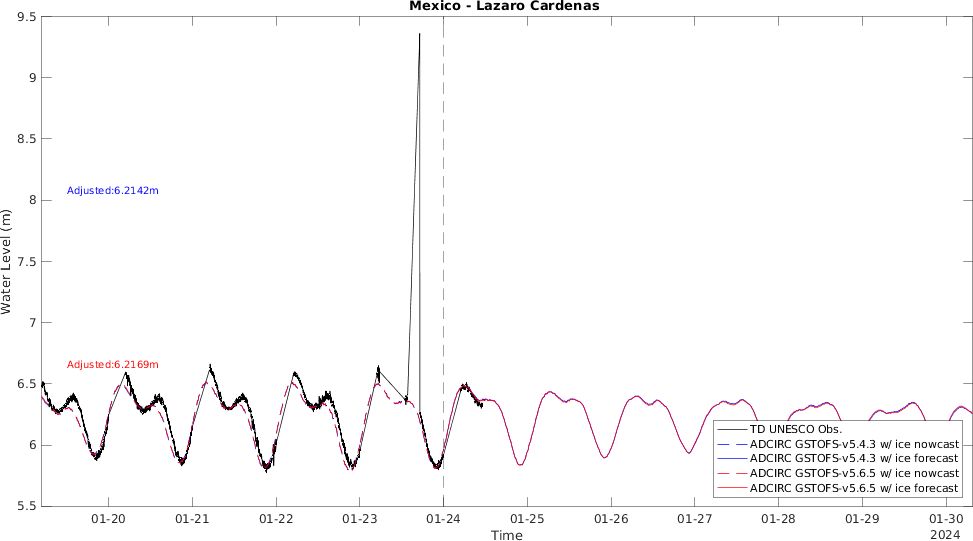 Mexico - Lazaro Cardenas
9.5
9
8.5
8
7.5
7
6.5
6
5.5
Water Level (m)
Adjusted:6.2142m
Adjusted:6.2169m
TD UNESCO Obs.
ADCIRC GSTOFS-v5.4.3 w/ ice nowcast
ADCIRC GSTOFS-v5.4.3 w/ ice forecast
ADCIRC GSTOFS-v5.6.5 w/ ice nowcast
ADCIRC GSTOFS-v5.6.5 w/ ice forecast
01-20 01-21 01-22 01-23 01-24 01-25 01-26 01-27 01-28 01-29 01-30
Time
2024